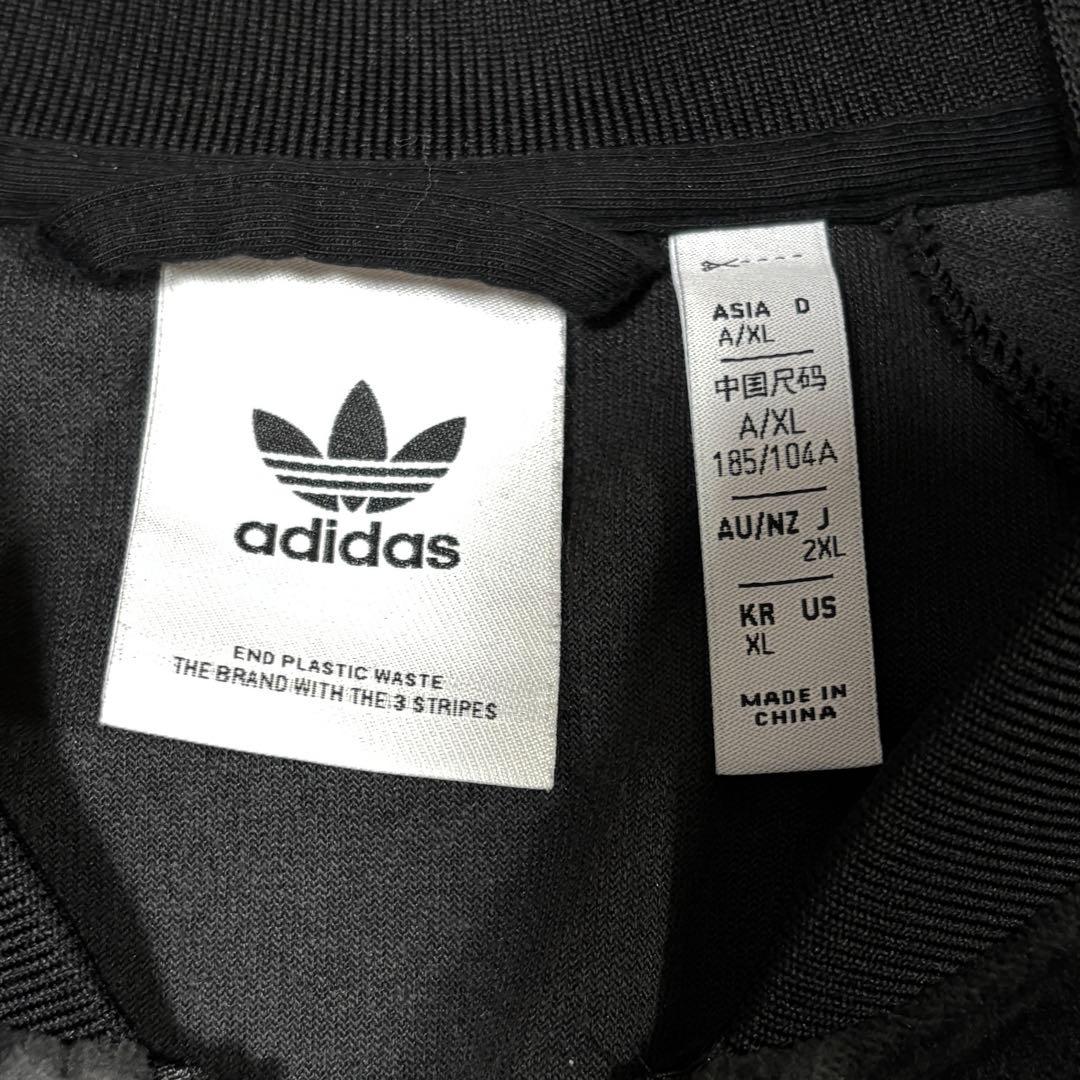 adidas
END PLASTIC WASTE
THE BRAND WITH THE 3 STRIPES
ASIA D
A/XL
中国尺码
A/XL
185/104A
AU/NZ J
2XL
KR US
XL
MADE IN
CHINA